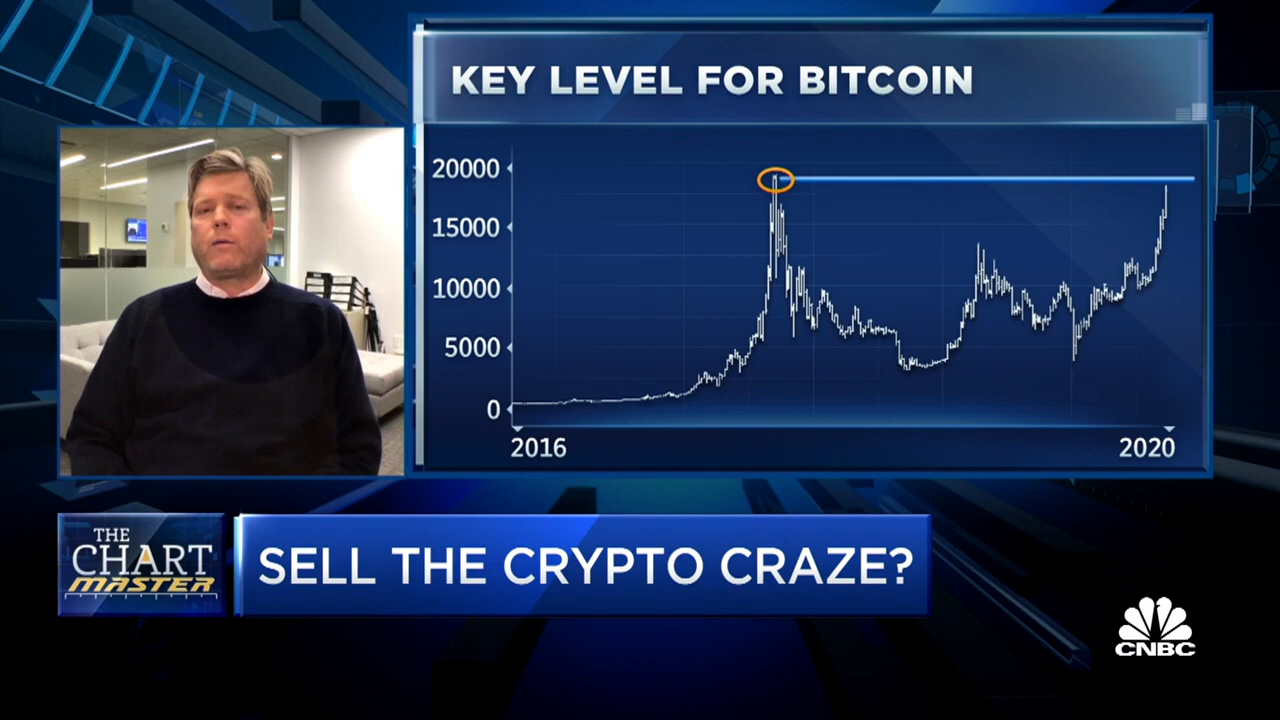 KEY LEVEL FOR BITCOIN
20000
15000
10000
5000
0
2016
2020
THE
CHART
MASTER
SELL THE CRYPTO CRAZE?
CNBC